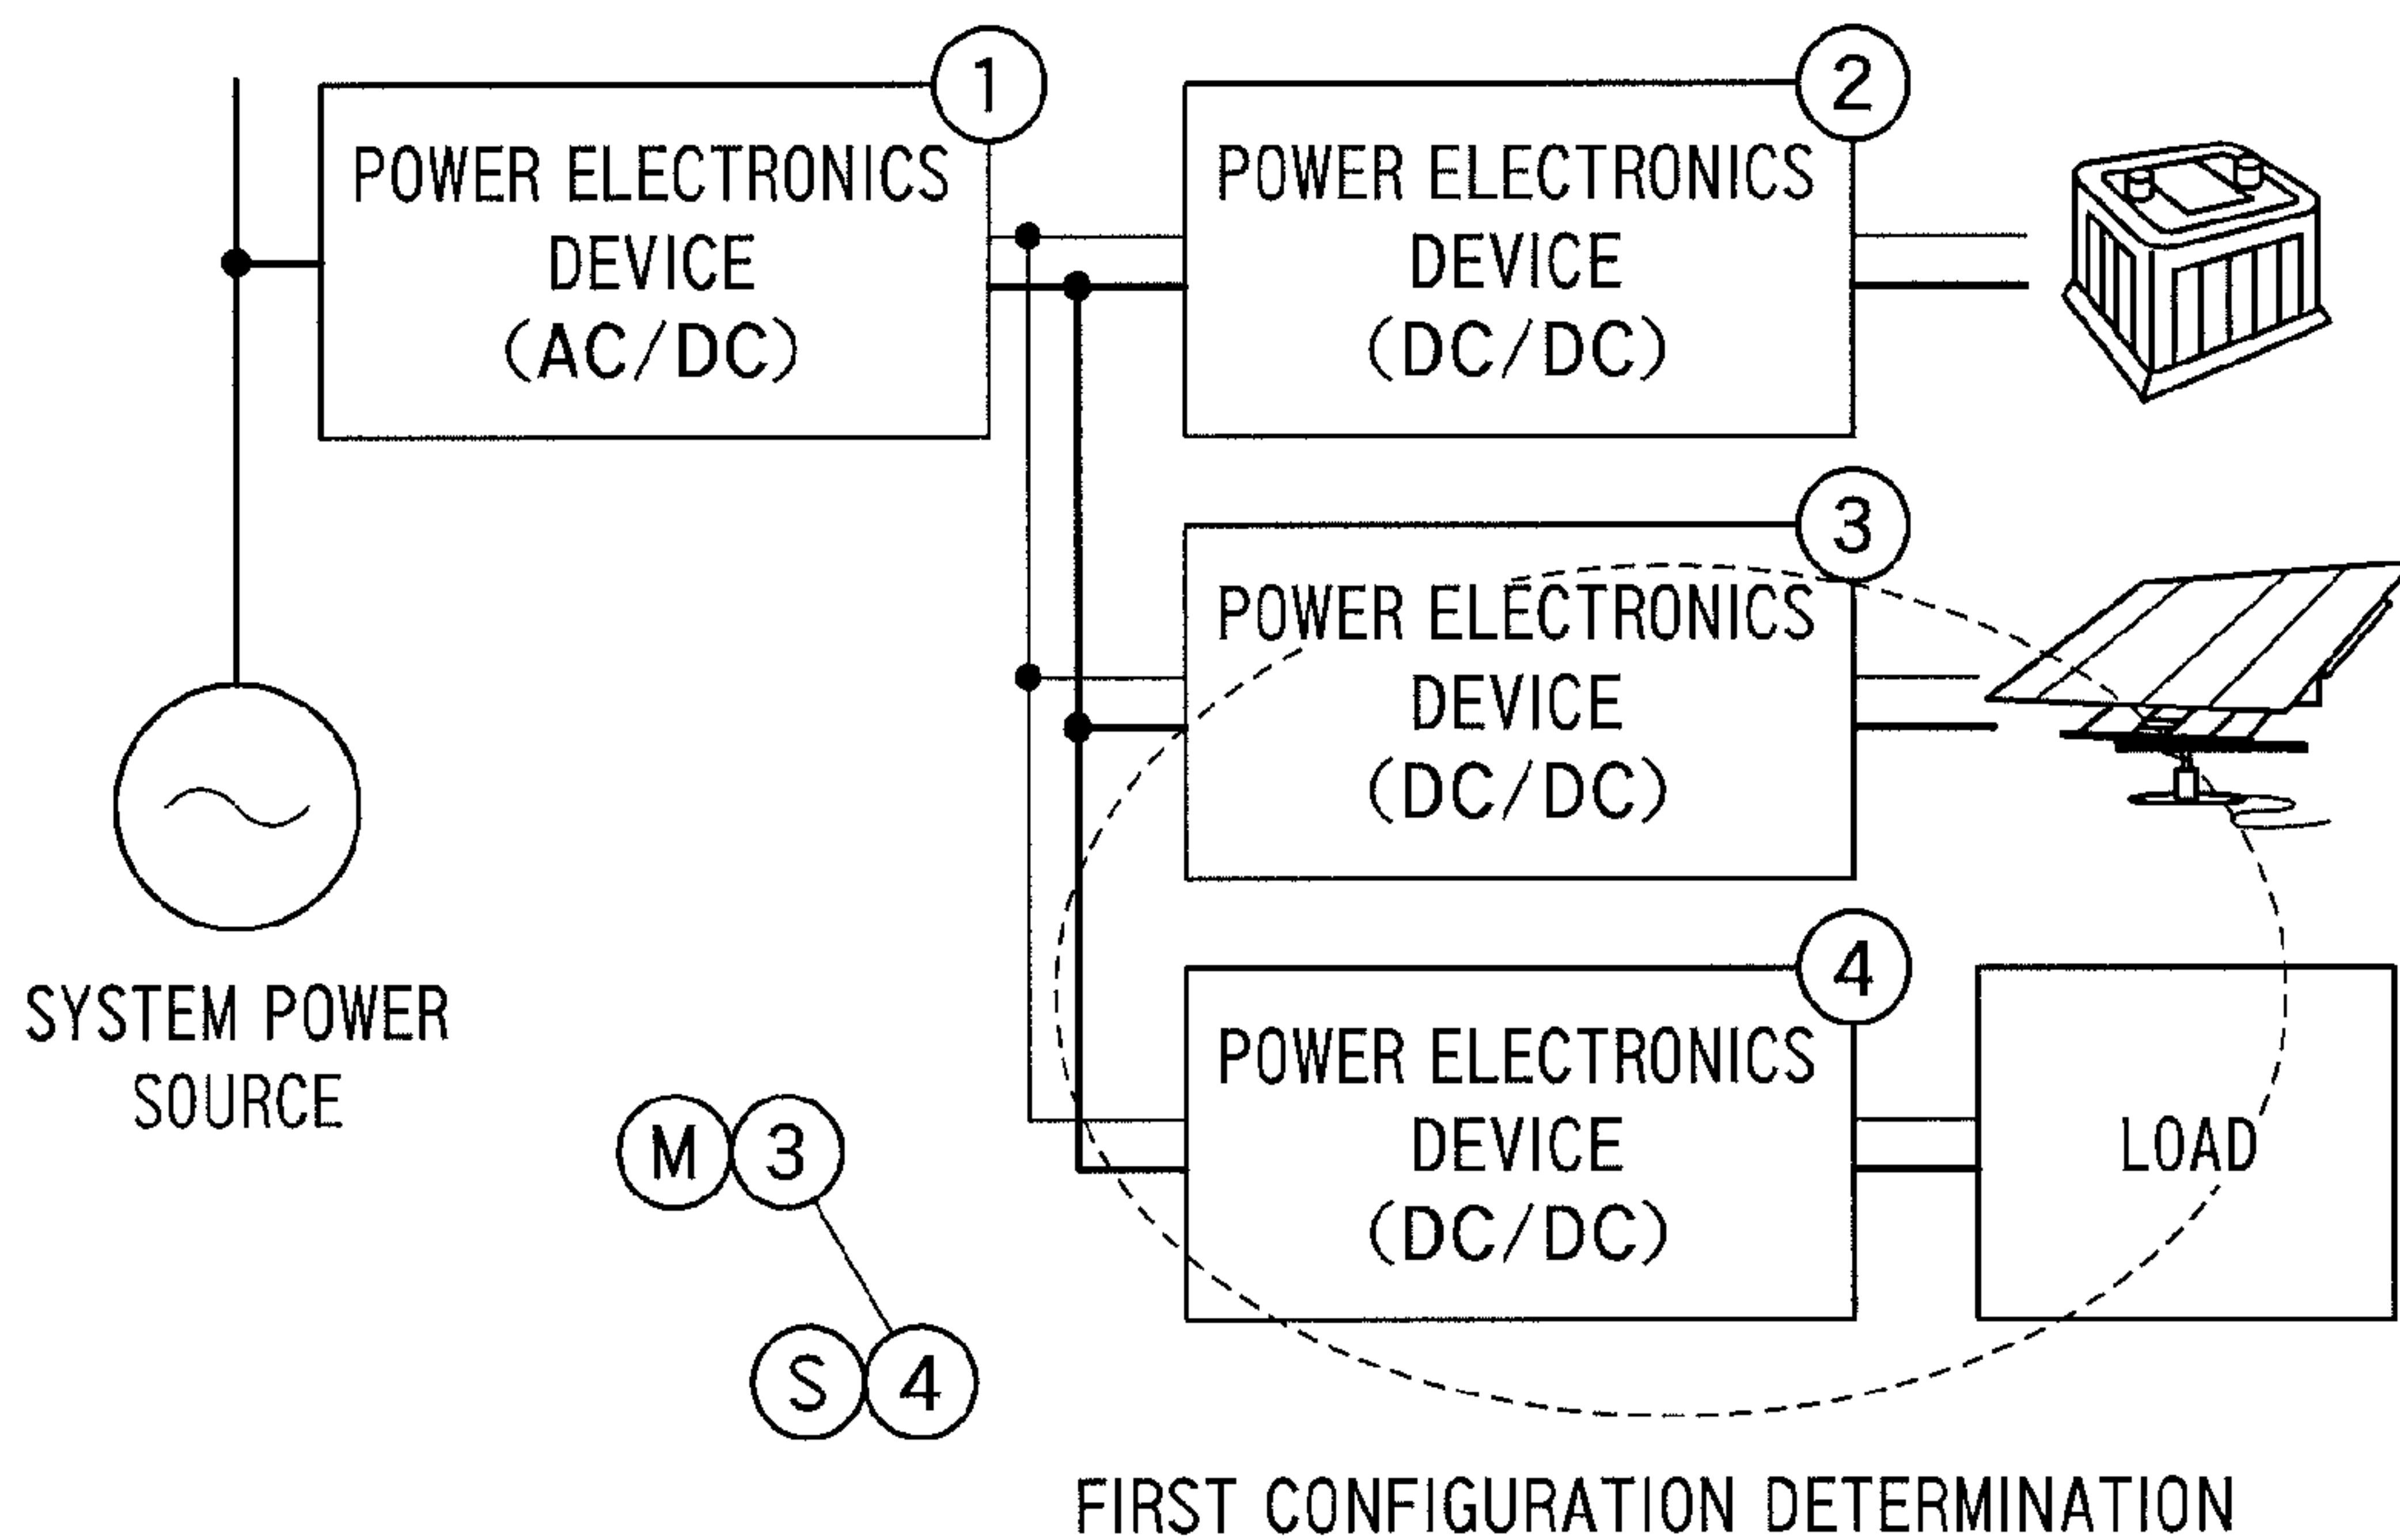 1
POWER ELECTRONICS
DEVICE
(AC/DC)
2
POWER ELECTRONICS
DEVICE
(DC/DC)
3
POWER ELECTRONICS
DEVICE
(DC/DC)
SYSTEM POWER
SOURCE
4
POWER ELECTRONICS
DEVICE
(DC/DC)
LOAD
M 3
S 4
FIRST CONFIGURATION DETERMINATION